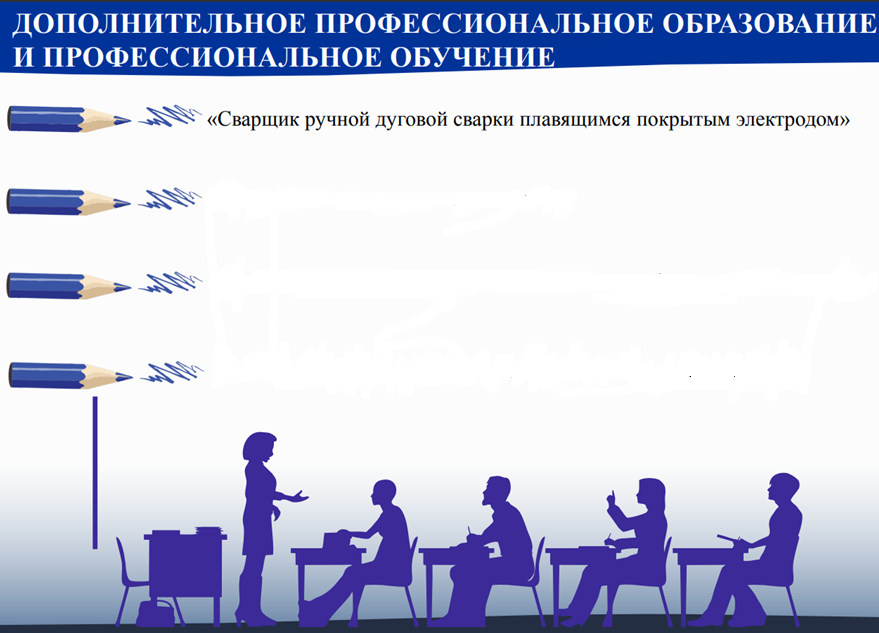 ДОПОЛНИТЕЛЬНОЕ ПРОФЕССИОНАЛЬНОЕ ОБРАЗОВАНИЕ
И ПРОФЕССИОНАЛЬНОЕ ОБУЧЕНИЕ
«Сварщик ручной дуговой сварки плавящимся покрытым электродом»